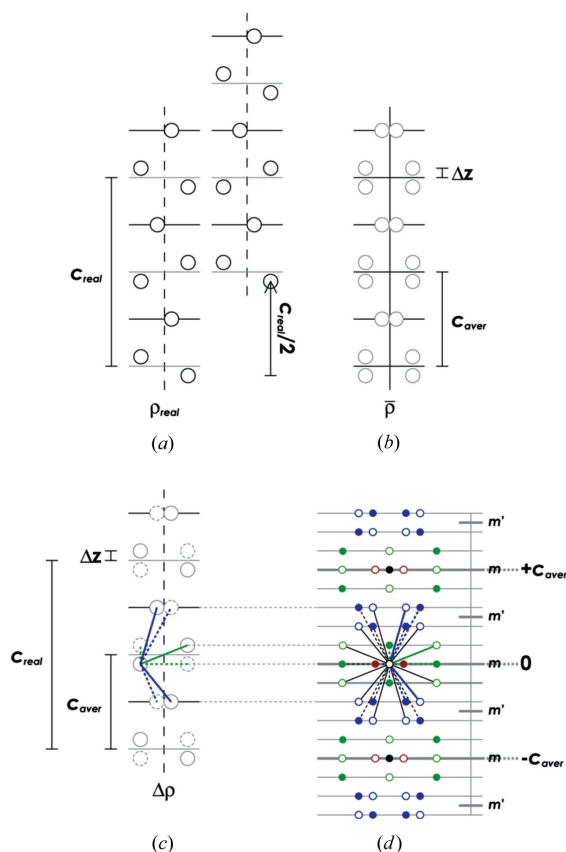 Δz
c_real
c_real/2
c_aver
ρ_real
ρ̄
(a)
(b)
Δz
c_real
c_aver
m'
m
+c_aver
m'
m
0
m'
m
-c_aver
m'
Δρ
(c)
(d)